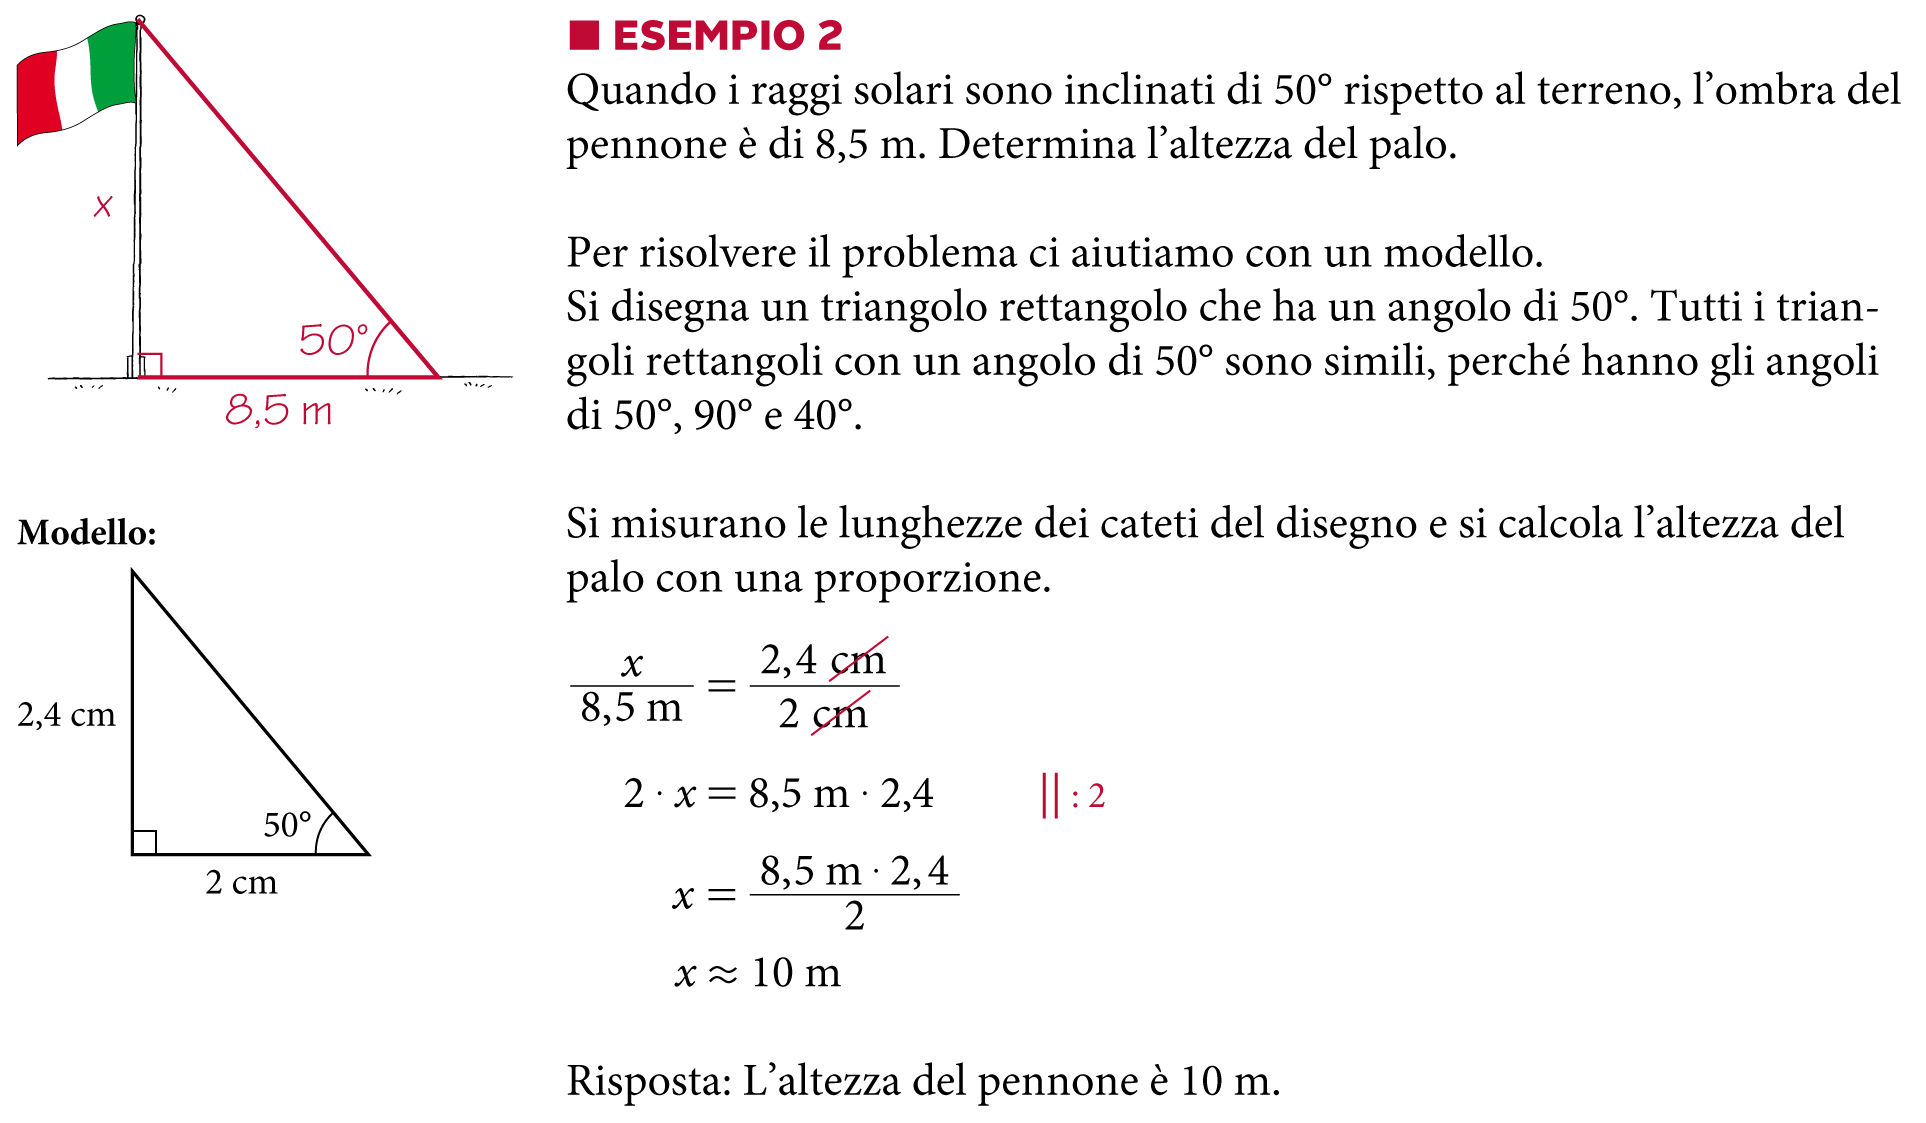 ■ ESEMPIO 2
Quando i raggi solari sono inclinati di 50° rispetto al terreno, l’ombra del
pennone è di 8,5 m. Determina l’altezza del palo.
x
50°
8,5 m
Per risolvere il problema ci aiutiamo con un modello.
Si disegna un triangolo rettangolo che ha un angolo di 50°. Tutti i trian-
goli rettangoli con un angolo di 50° sono simili, perché hanno gli angoli
di 50°, 90° e 40°.
Modello:
2,4 cm
50°
2 cm
Si misurano le lunghezze dei cateti del disegno e si calcola l’altezza del
palo con una proporzione.
x / 8,5 m = 2,4 cm / 2 cm
2 · x = 8,5 m · 2,4 || : 2
x = 8,5 m · 2,4 / 2
x ≈ 10 m
Risposta: L’altezza del pennone è 10 m.